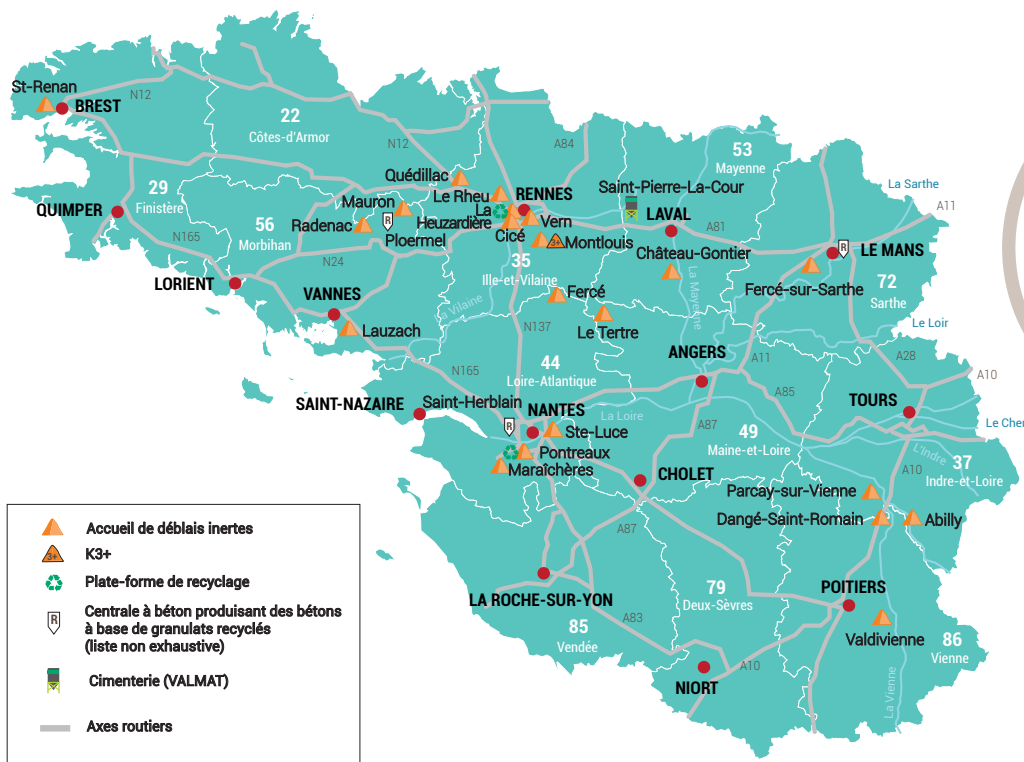 St-Renan
BREST
N12
22
Côtes-d'Armor
N12
A84
53
Mayenne
La Sarthe
A11
29
Finistère
QUIMPER
N165
56
Morbihan
Quédillac
Mauron
Radenac
R
Ploermel
Le Rheu
La
Heuzardière
RENNES
Vern
Cicé
3+
Montlouis
35
Ille-et-Vilaine
Saint-Pierre-La-Cour
LAVAL
A81
Château-Gontier
La Mayenne
R
LE MANS
Fercé-sur-Sarthe
72
Sarthe
N24
LORIENT
VANNES
Lauzach
La Vilaine
Fercé
Le Tertre
N137
Le Loir
A28
A10
ANGERS
A11
A85
44
Loire-Atlantique
N165
SAINT-NAZAIRE
Saint-Herblain
R
NANTES
Ste-Luce
Pontreaux
Maraîchères
La Loire
A87
49
Maine-et-Loire
TOURS
Le Cher
L'Indre
37
Indre-et-Loire
A10
CHOLET
Parcay-sur-Vienne
Dangé-Saint-Romain
Abilly
A87
LA ROCHE-SUR-YON
85
Vendée
A83
79
Deux-Sèvres
POITIERS
Valdivienne
86
Vienne
La Vienne
A10
NIORT
Accueil de déblais inertes
3+
K3+
Plate-forme de recyclage
R
Centrale à béton produisant des bétons
à base de granulats recyclés
(liste non exhaustive)
Cimenterie (VALMAT)
Axes routiers